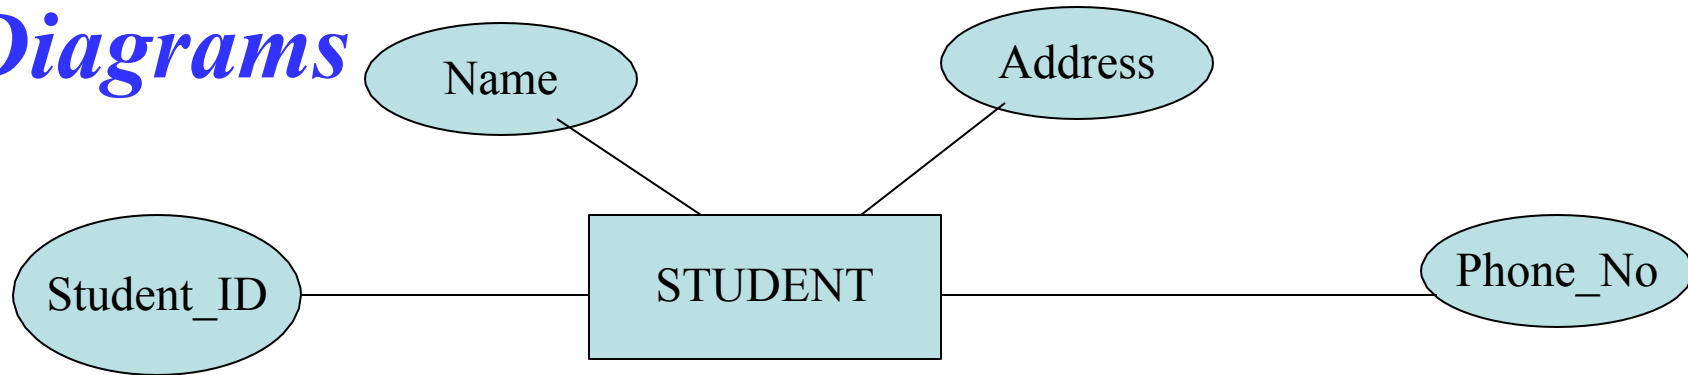 Diagrams
Name
Address
Student_ID
STUDENT
Phone_No